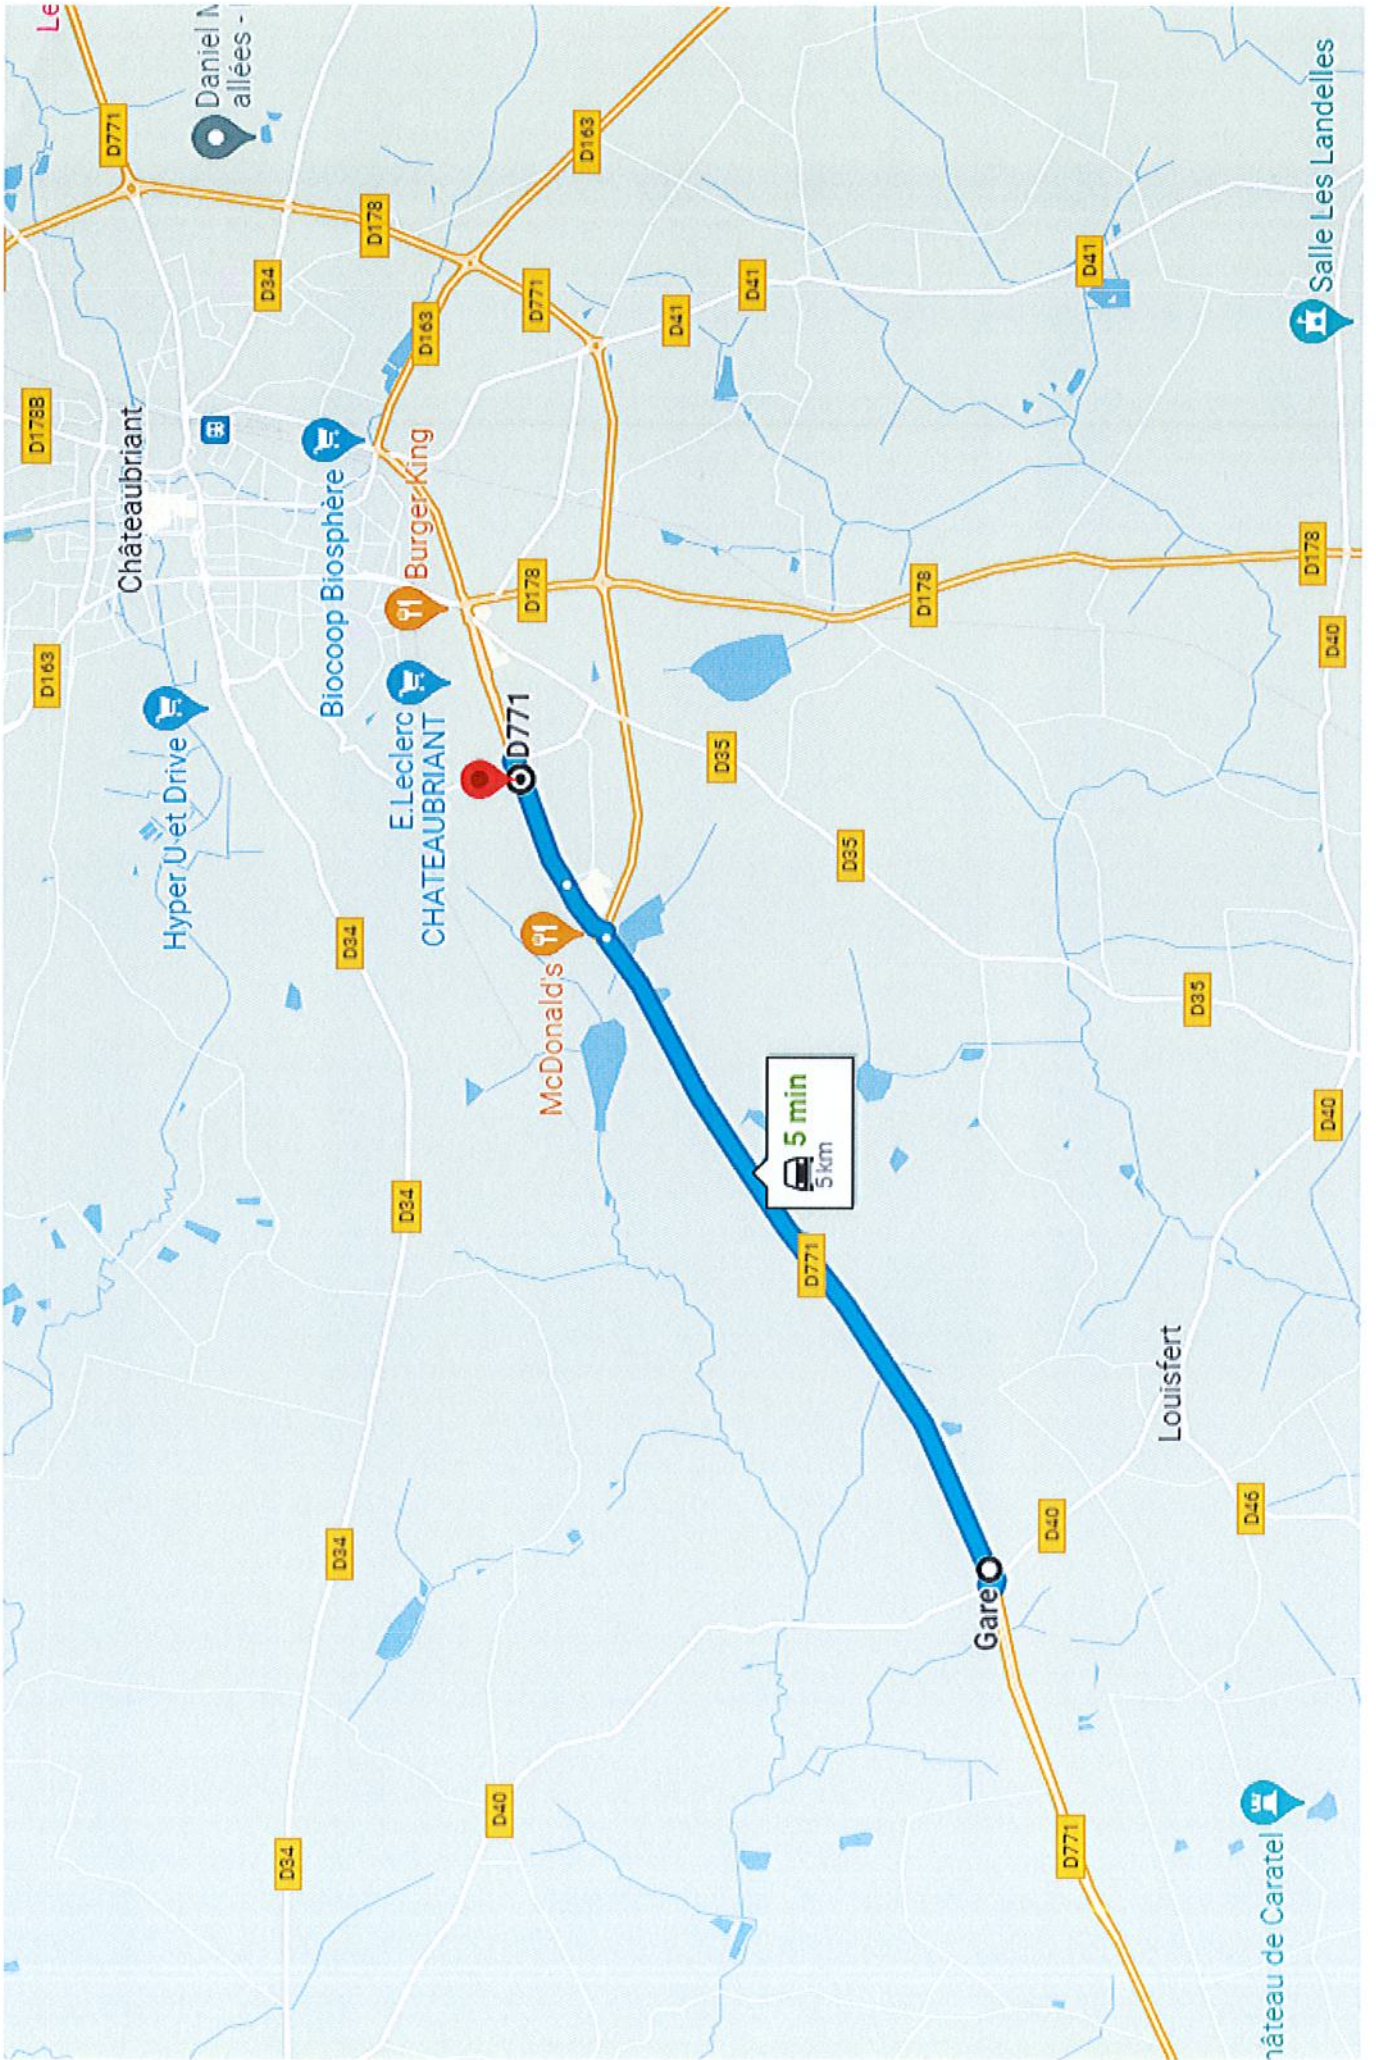 D163
D178B
Le
D771
Châteaubriant
Hyper U et Drive
Daniel
allées -
D34
D34
D34
D34
D34
D178
Biocoop Biosphère
E.Leclerc
CHATEAUBRIANT
Burger King
D163
D163
D40
D771
D178
D771
McDonald's
D41
D35
D41
5 min
5 km
D771
D35
D178
Gare
D40
D771
D41
Louisfert
D35
D46
hâteau de Caratel
D40
D40
D178
Salle Les Landelles